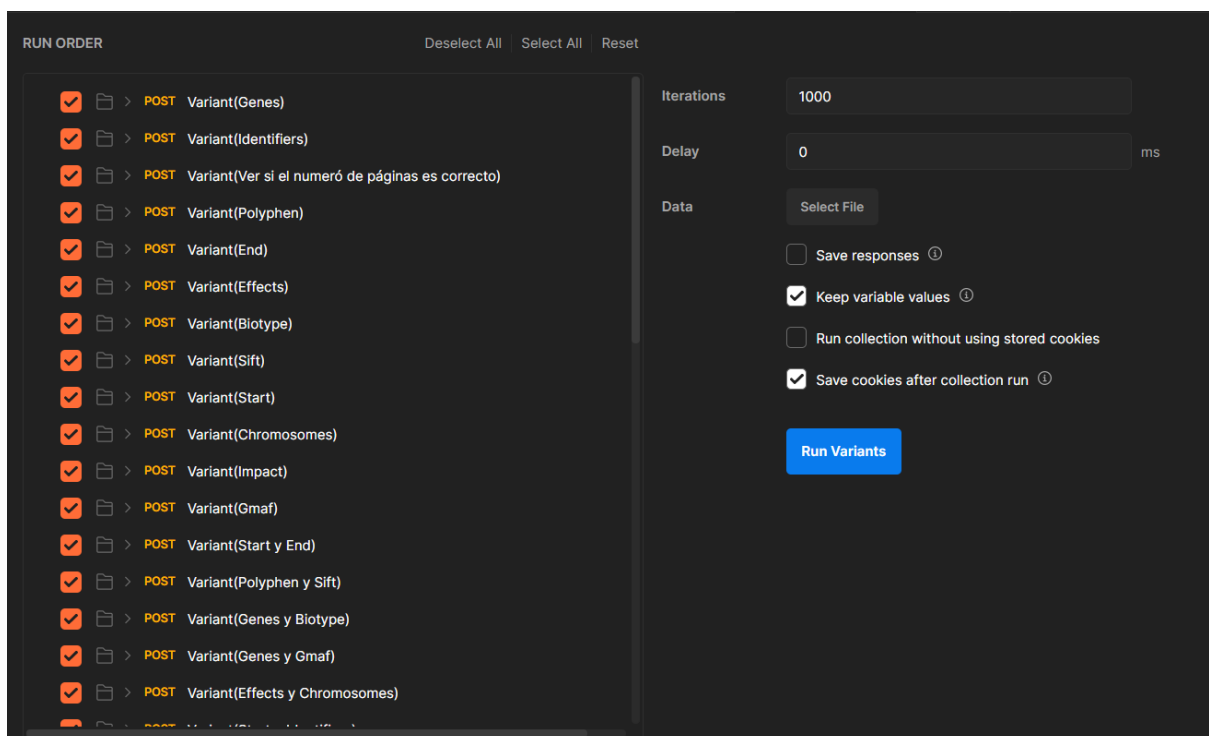 RUN ORDER Deselect All Select All Reset
POST Variant(Genes)
POST Variant(Identifiers)
POST Variant(Ver si el numeró de páginas es correcto)
POST Variant(Polyphen)
POST Variant(End)
POST Variant(Effects)
POST Variant(Biotype)
POST Variant(Sift)
POST Variant(Start)
POST Variant(Chromosomes)
POST Variant(Impact)
POST Variant(Gmaf)
POST Variant(Start y End)
POST Variant(Polyphen y Sift)
POST Variant(Genes y Biotype)
POST Variant(Genes y Gmaf)
POST Variant(Effects y Chromosomes)
Iterations 1000
Delay 0 ms
Data Select File
Save responses
Keep variable values
Run collection without using stored cookies
Save cookies after collection run
Run Variants